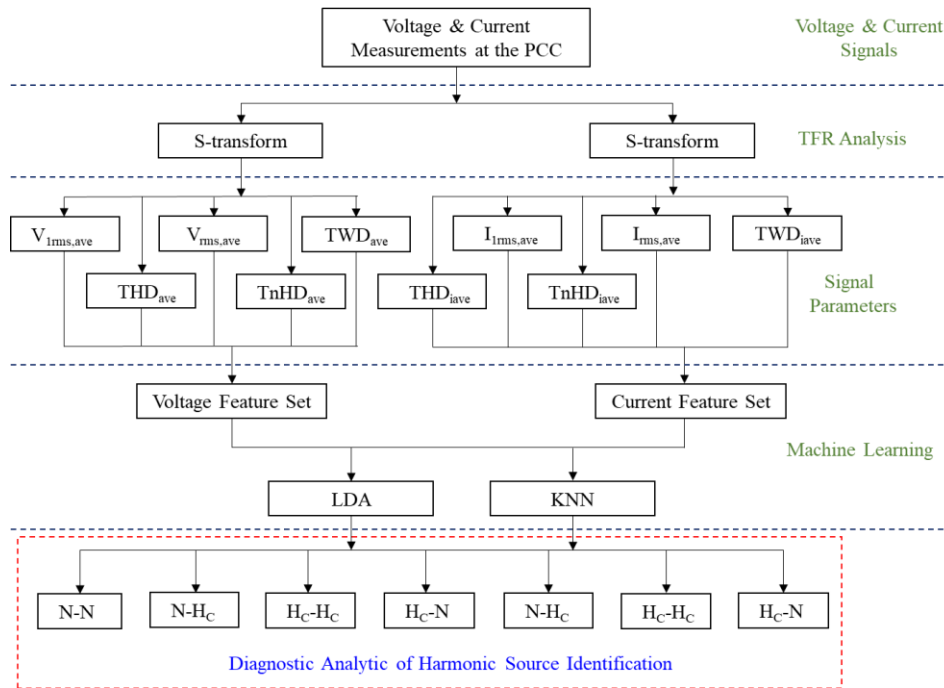 Voltage & Current
Measurements at the PCC
Voltage & Current
Signals
S-transform
S-transform
TFR Analysis
V1rms,ave
Vrms,ave
TWDave
I1rms,ave
Irms,ave
TWDiave
THDave
TnHDave
THDiave
TnHDiave
Signal
Parameters
Voltage Feature Set
Current Feature Set
Machine Learning
LDA
KNN
N-N
N-HC
HC-HC
HC-N
N-HC
HC-HC
HC-N
Diagnostic Analytic of Harmonic Source Identification